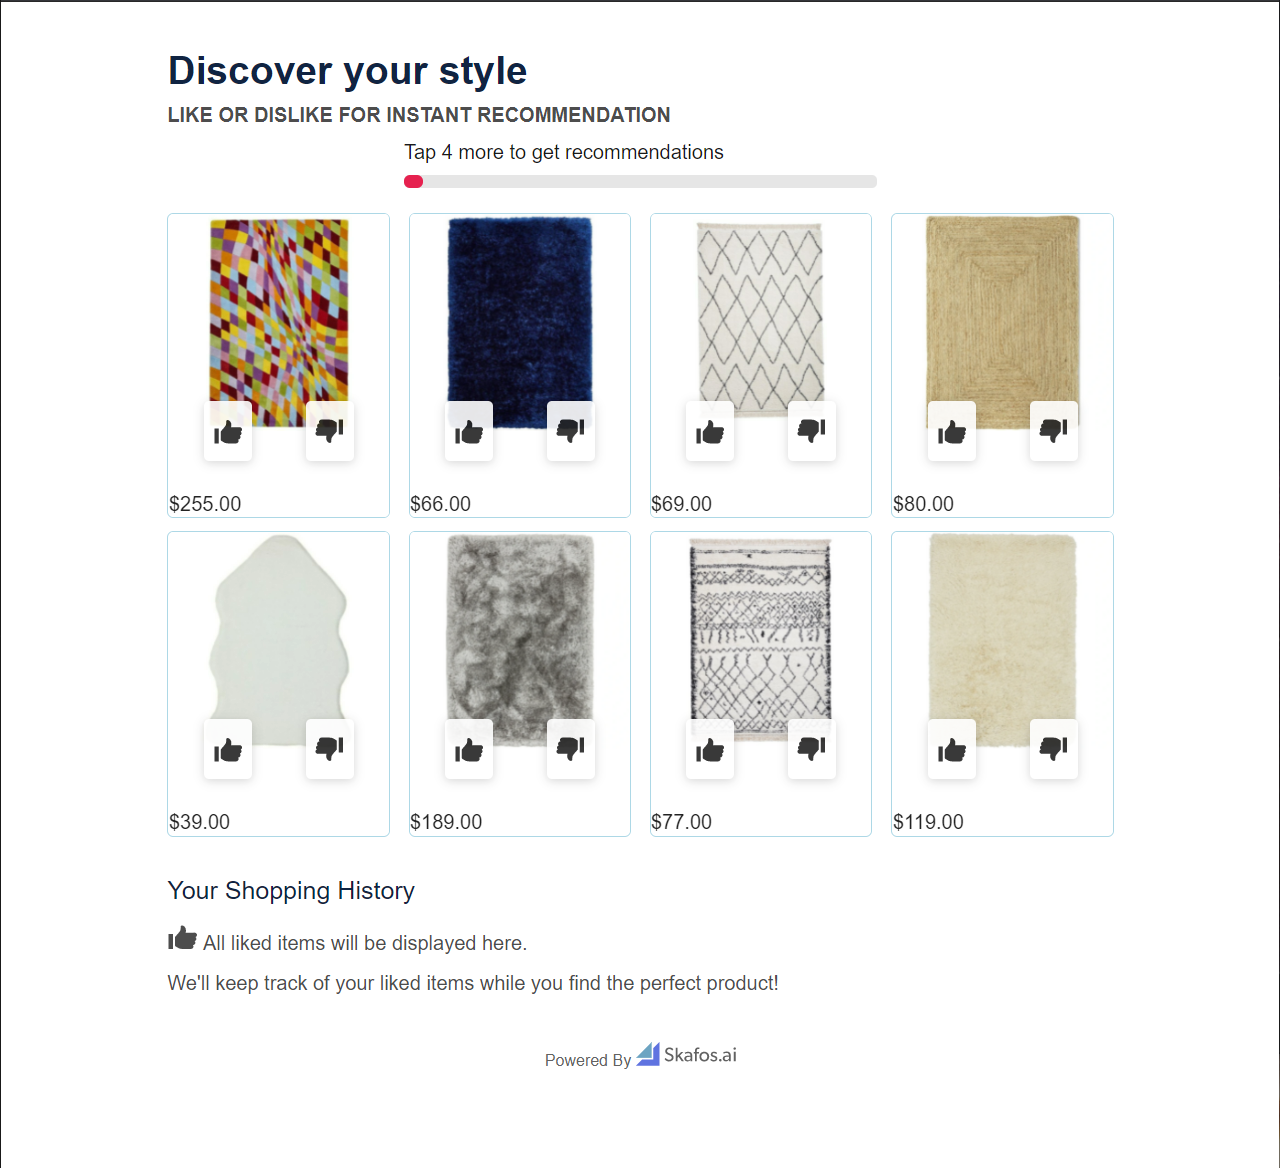 Discover your style
LIKE OR DISLIKE FOR INSTANT RECOMMENDATION
Tap 4 more to get recommendations
$255.00
$66.00
$69.00
$80.00
$39.00
$189.00
$77.00
$119.00
Your Shopping History
All liked items will be displayed here.
We'll keep track of your liked items while you find the perfect product!
Powered By Skafos.ai